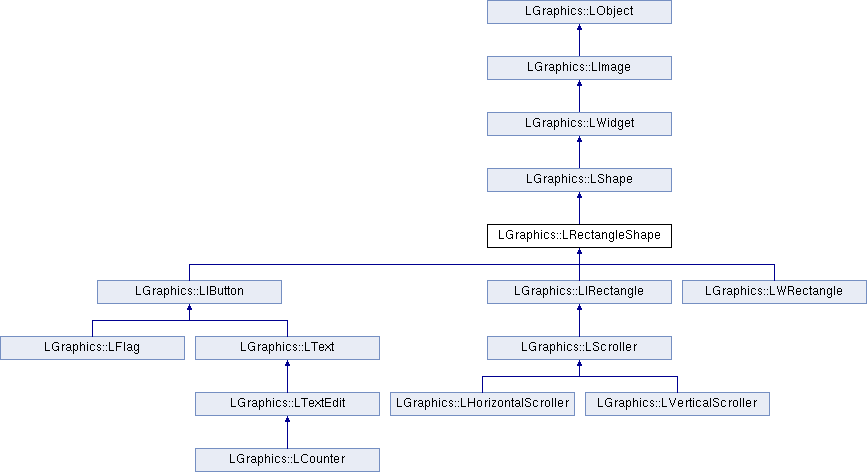 LGraphics::LObject
LGraphics::LImage
LGraphics::LWidget
LGraphics::LShape
LGraphics::LRectangleShape
LGraphics::LIButton
LGraphics::LIRectangle
LGraphics::LWRectangle
LGraphics::LFlag
LGraphics::LText
LGraphics::LScroller
LGraphics::LTextEdit
LGraphics::LHorizontalScroller
LGraphics::LVerticalScroller
LGraphics::LCounter